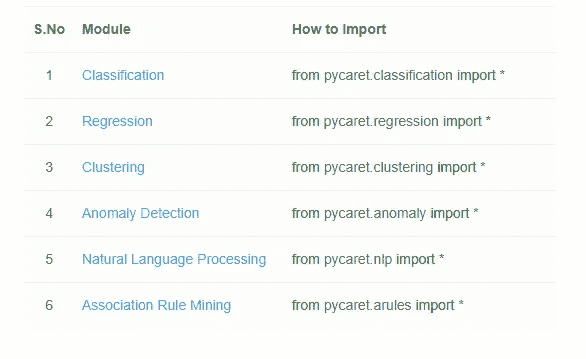 S.No Module How to Import
1 Classification from pycaret.classification import *
2 Regression from pycaret.regression import *
3 Clustering from pycaret.clustering import *
4 Anomaly Detection from pycaret.anomaly import *
5 Natural Language Processing from pycaret.nlp import *
6 Association Rule Mining from pycaret.arules import *